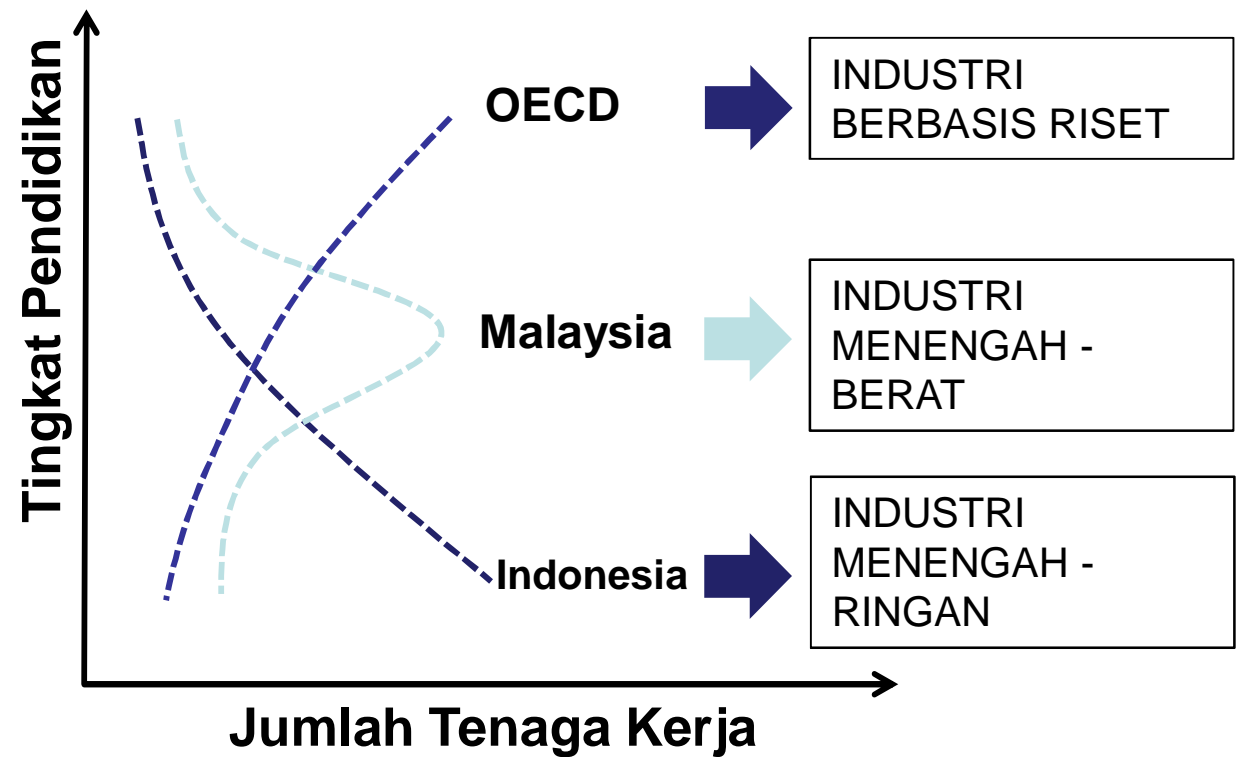 Tingkat Pendidikan
OECD
INDUSTRI
BERBASIS RISET
Malaysia
INDUSTRI
MENENGAH -
BERAT
Indonesia
INDUSTRI
MENENGAH -
RINGAN
Jumlah Tenaga Kerja